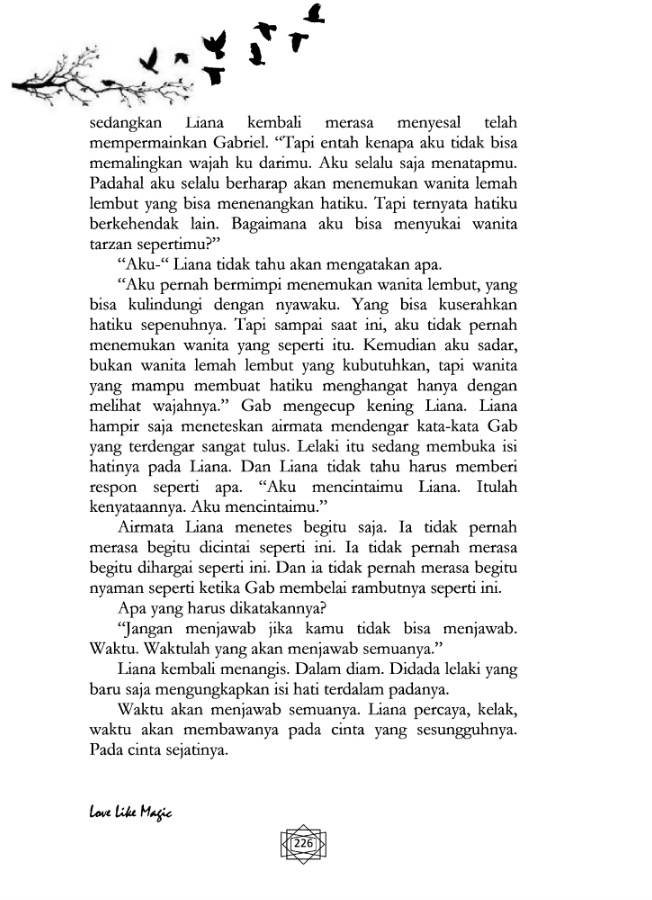 sedangkan Liana kembali merasa menyesal telah
mempermainkan Gabriel. “Tapi entah kenapa aku tidak bisa
memalingkan wajah ku darimu. Aku selalu saja menatapmu.
Padahal aku selalu berharap akan menemukan wanita lemah
lembut yang bisa menenangkan hatiku. Tapi ternyata hatiku
berkehendak lain. Bagaimana aku bisa menyukai wanita
tarzan sepertimu?”
“Aku-“ Liana tidak tahu akan mengatakan apa.
“Aku pernah bermimpi menemukan wanita lembut, yang
bisa kulindungi dengan nyawaku. Yang bisa kuserahkan
hatiku sepenuhnya. Tapi sampai saat ini, aku tidak pernah
menemukan wanita yang seperti itu. Kemudian aku sadar,
bukan wanita lemah lembut yang kubutuhkan, tapi wanita
yang mampu membuat hatiku menghangat hanya dengan
melihat wajahnya.” Gab mengecup kening Liana. Liana
hampir saja meneteskan airmata mendengar kata-kata Gab
yang terdengar sangat tulus. Lelaki itu sedang membuka isi
hatinya pada Liana. Dan Liana tidak tahu harus memberi
respon seperti apa. “Aku mencintaimu Liana. Itulah
kenyataannya. Aku mencintaimu.”
Airmata Liana menetes begitu saja. Ia tidak pernah
merasa begitu dicintai seperti ini. Ia tidak pernah merasa
begitu dihargai seperti ini. Dan ia tidak pernah merasa begitu
nyaman seperti ketika Gab membelai rambutnya seperti ini.
Apa yang harus dikatakannya?
“Jangan menjawab jika kamu tidak bisa menjawab.
Waktu. Waktulah yang akan menjawab semuanya.”
Liana kembali menangis. Dalam diam. Didada lelaki yang
baru saja mengungkapkan isi hati terdalam padanya.
Waktu akan menjawab semuanya. Liana percaya, kelak,
waktu akan membawanya pada cinta yang sesungguhnya.
Pada cinta sejatinya.
Love Like Magic
226